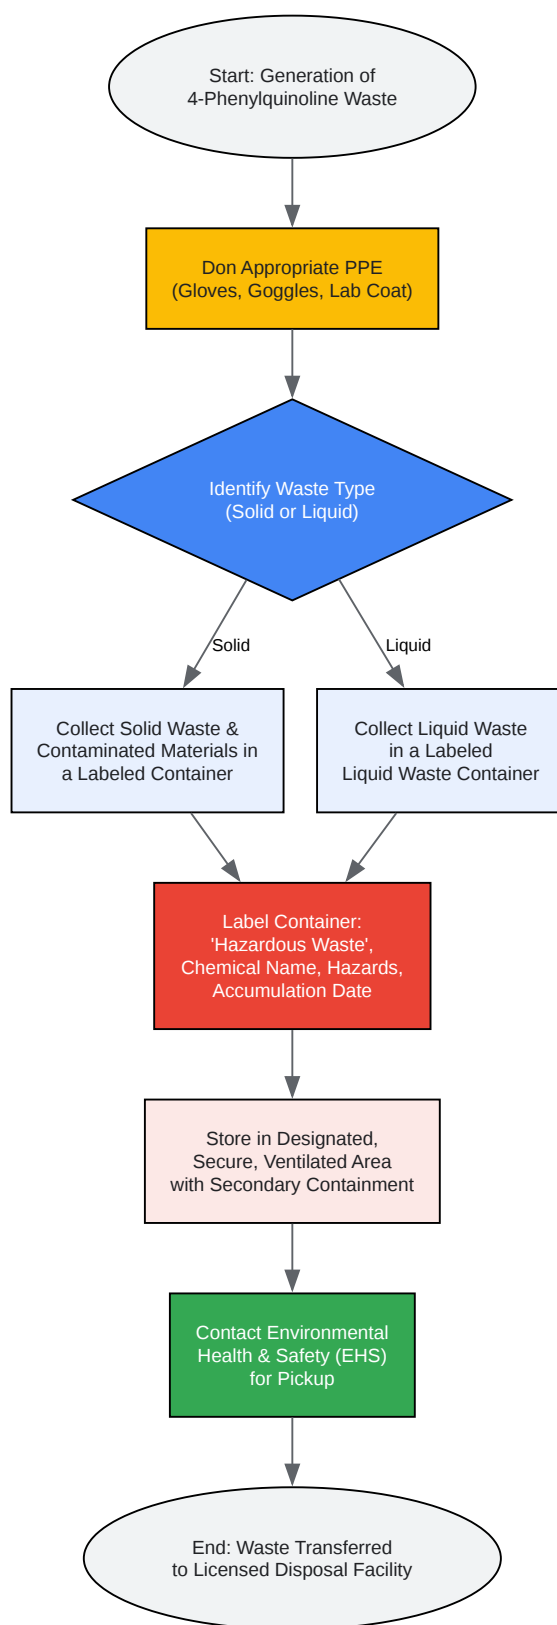 Start: Generation of
4-Phenylquinoline Waste
Don Appropriate PPE
(Gloves, Goggles, Lab Coat)
Identify Waste Type
(Solid or Liquid)
Solid
Liquid
Collect Solid Waste &
Contaminated Materials in
a Labeled Container
Collect Liquid Waste
in a Labeled
Liquid Waste Container
Label Container:
'Hazardous Waste',
Chemical Name, Hazards,
Accumulation Date
Store in Designated,
Secure, Ventilated Area
with Secondary Containment
Contact Environmental
Health & Safety (EHS)
for Pickup
End: Waste Transferred
to Licensed Disposal Facility